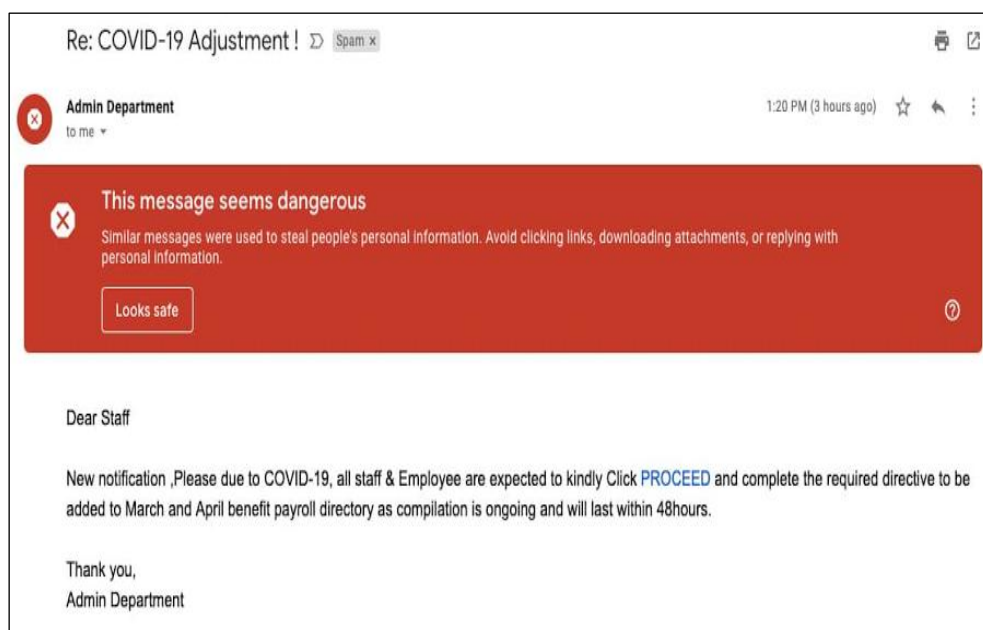 Re: COVID-19 Adjustment ! Spam ×
Admin Department 1:20 PM (3 hours ago)
to me
This message seems dangerous
Similar messages were used to steal people's personal information. Avoid clicking links, downloading attachments, or replying with
personal information.
Looks safe
Dear Staff
New notification ,Please due to COVID-19, all staff & Employee are expected to kindly Click PROCEED and complete the required directive to be
added to March and April benefit payroll directory as compilation is ongoing and will last within 48hours.
Thank you,
Admin Department